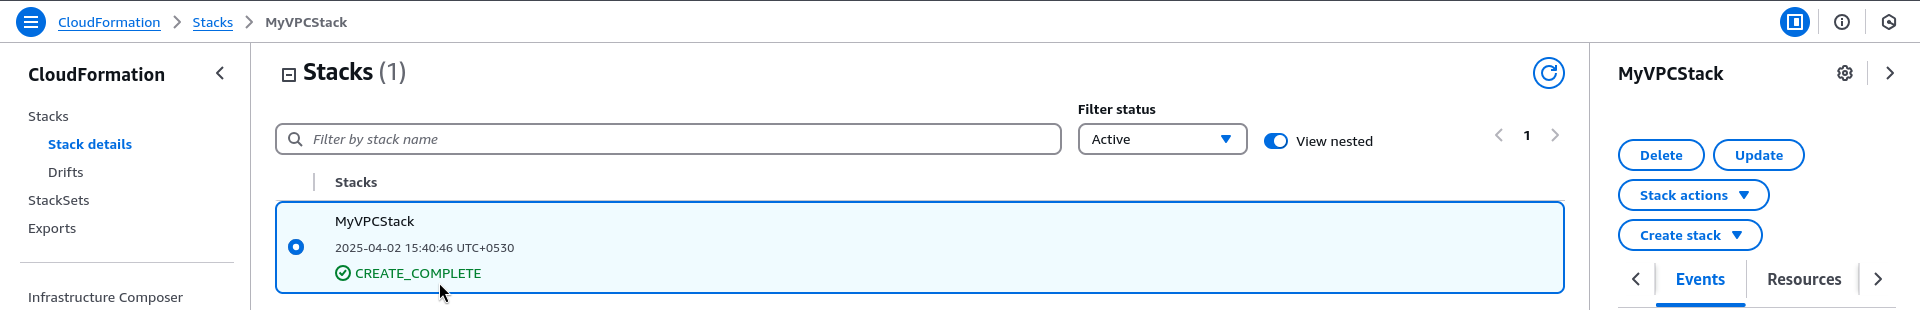 CloudFormation > Stacks > MyVPCStack
CloudFormation
Stacks
Stack details
Drifts
StackSets
Exports
Infrastructure Composer
Stacks (1)
Filter status
Filter by stack name
Active
View nested
1
Stacks
MyVPCStack
2025-04-02 15:40:46 UTC+0530
CREATE_COMPLETE
MyVPCStack
Delete
Update
Stack actions
Create stack
Events
Resources